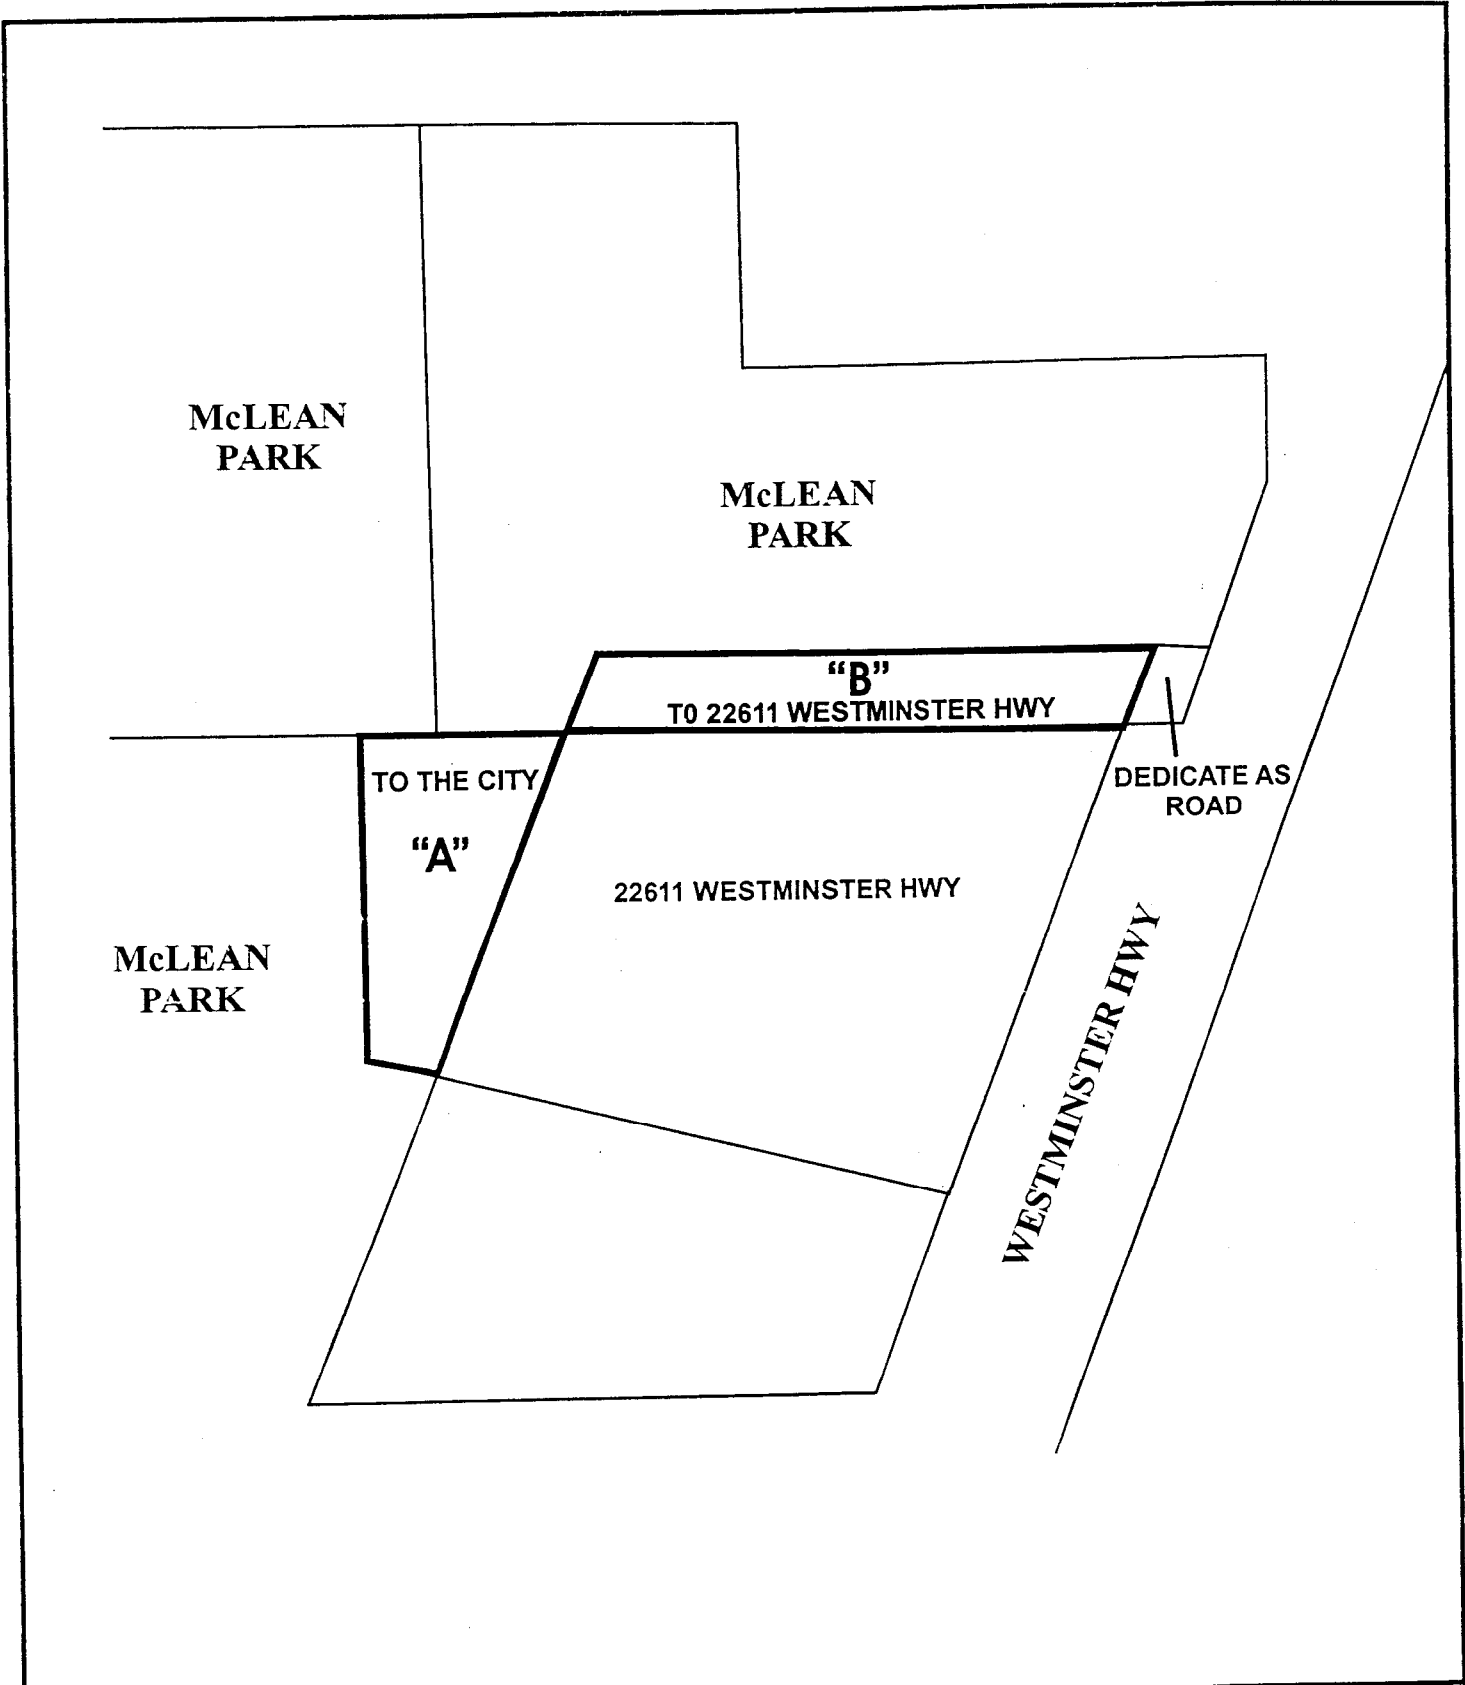 McLEAN
PARK
McLEAN
PARK
“B”
T0 22611 WESTMINSTER HWY
DEDICATE AS
ROAD
TO THE CITY
“A”
22611 WESTMINSTER HWY
McLEAN
PARK
WESTMINSTER HWY